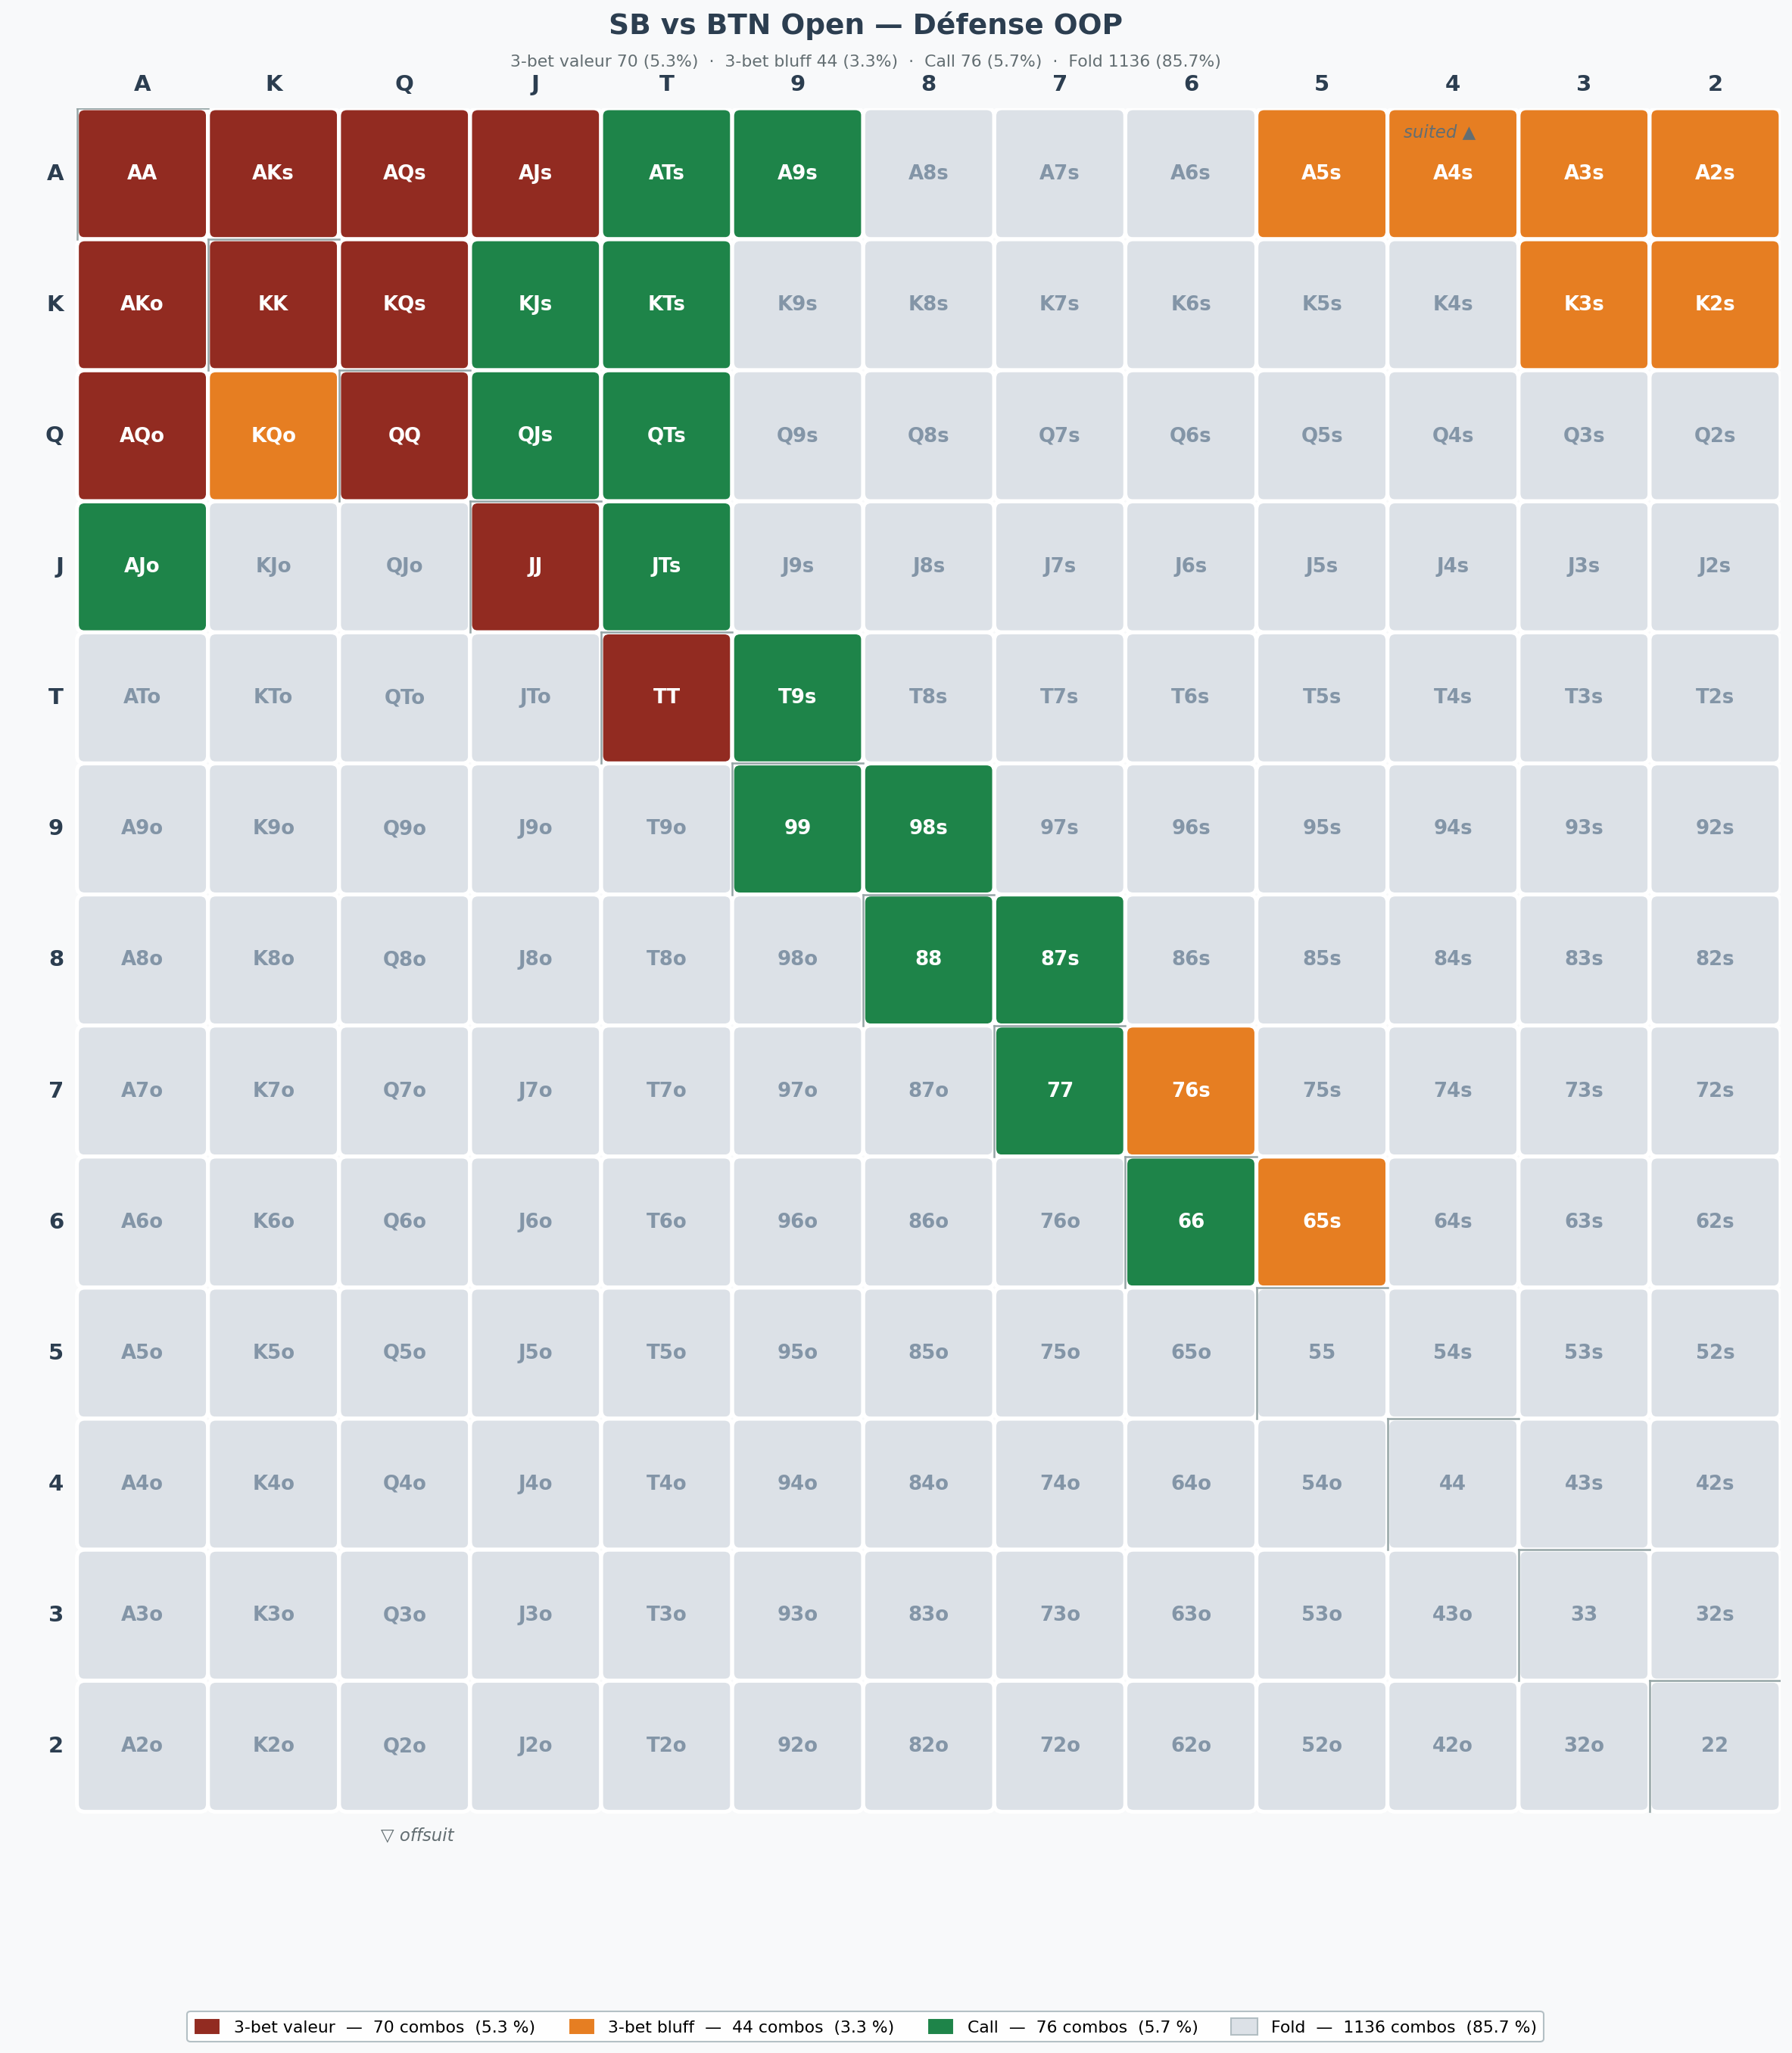 SB vs BTN Open — Défense OOP
3-bet valeur 70 (5.3%) · 3-bet bluff 44 (3.3%) · Call 76 (5.7%) · Fold 1136 (85.7%)
A K Q J T 9 8 7 6 5 4 3 2
suited ▲
A AA AKs AQs AJs ATs A9s A8s A7s A6s A5s A4s A3s A2s
K AKo KK KQs KJs KTs K9s K8s K7s K6s K5s K4s K3s K2s
Q AQo KQo QQ QJs QTs Q9s Q8s Q7s Q6s Q5s Q4s Q3s Q2s
J AJo KJo QJo JJ JTs J9s J8s J7s J6s J5s J4s J3s J2s
T ATo KTo QTo JTo TT T9s T8s T7s T6s T5s T4s T3s T2s
9 A9o K9o Q9o J9o T9o 99 98s 97s 96s 95s 94s 93s 92s
8 A8o K8o Q8o J8o T8o 98o 88 87s 86s 85s 84s 83s 82s
7 A7o K7o Q7o J7o T7o 97o 87o 77 76s 75s 74s 73s 72s
6 A6o K6o Q6o J6o T6o 96o 86o 76o 66 65s 64s 63s 62s
5 A5o K5o Q5o J5o T5o 95o 85o 75o 65o 55 54s 53s 52s
4 A4o K4o Q4o J4o T4o 94o 84o 74o 64o 54o 44 43s 42s
3 A3o K3o Q3o J3o T3o 93o 83o 73o 63o 53o 43o 33 32s
2 A2o K2o Q2o J2o T2o 92o 82o 72o 62o 52o 42o 32o 22
▽ offsuit
3-bet valeur — 70 combos (5.3 %) 3-bet bluff — 44 combos (3.3 %) Call — 76 combos (5.7 %) Fold — 1136 combos (85.7 %)